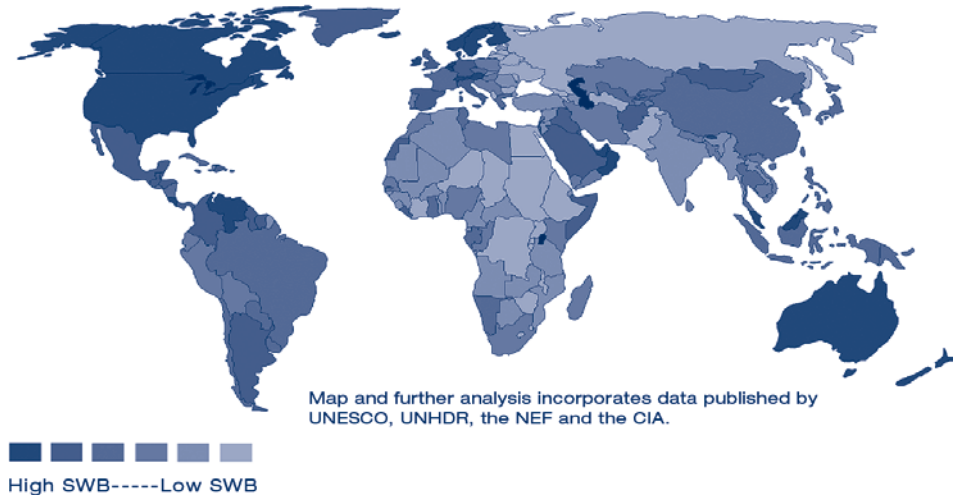 Map and further analysis incorporates data published by
UNESCO, UNHDR, the NEF and the CIA.
High SWB-----Low SWB